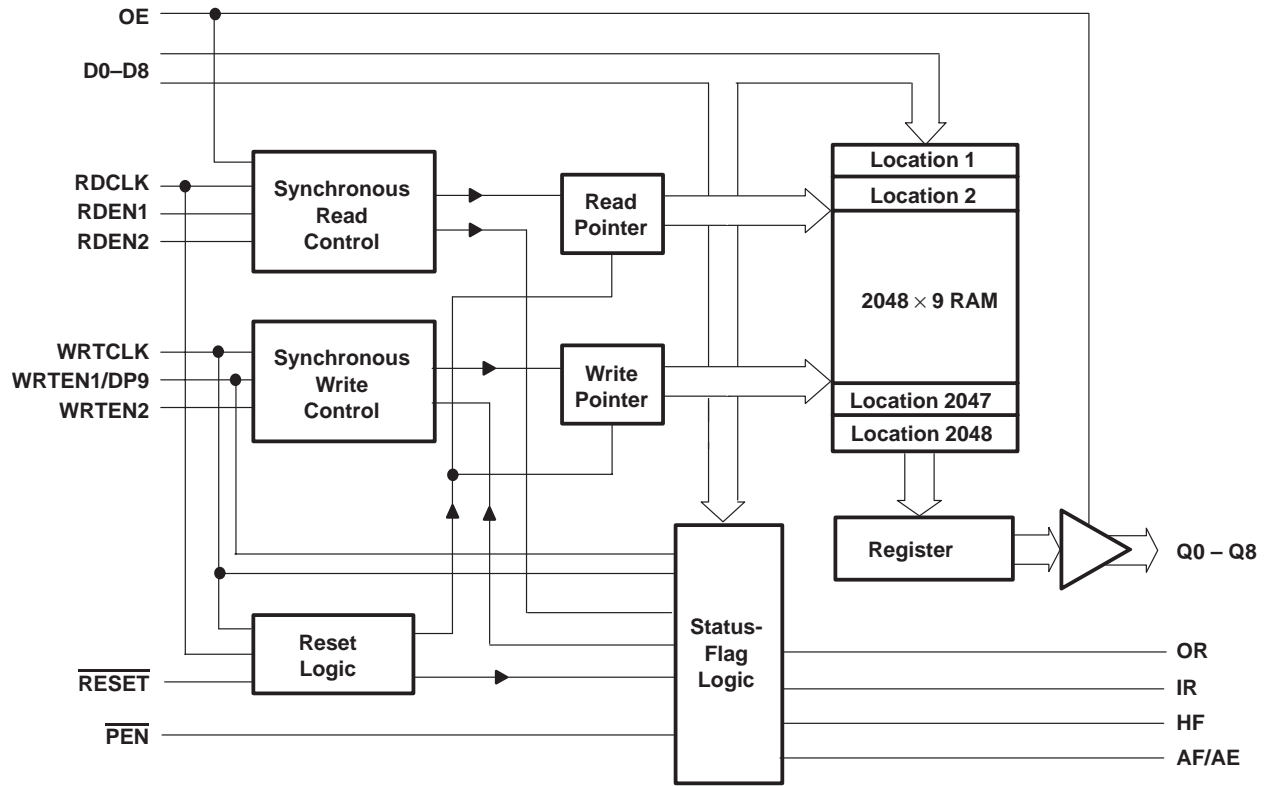 OE
D0–D8
RDCLK
RDEN1
RDEN2
Synchronous
Read
Control
Read
Pointer
Location 1
Location 2
2048 × 9 RAM
Location 2047
Location 2048
WRTCLK
WRTEN1/DP9
WRTEN2
Synchronous
Write
Control
Write
Pointer
Register
Q0 – Q8
Reset
Logic
RESET
PEN
Status-
Flag
Logic
OR
IR
HF
AF/AE